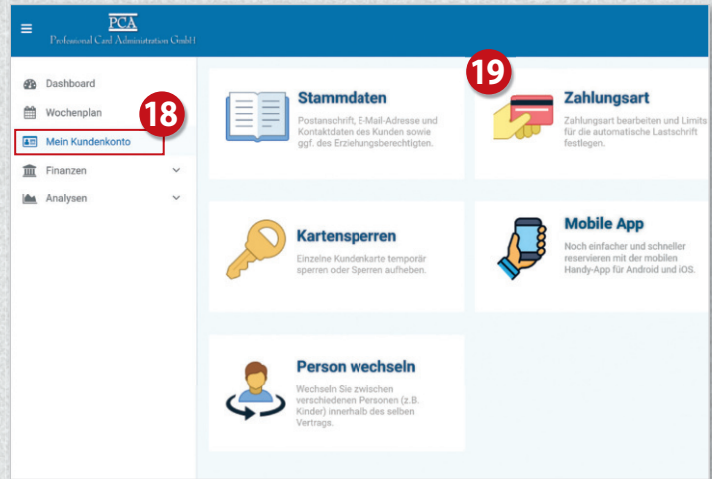 PCA
Professional Card Administration GmbH
Dashboard
Wochenplan
18
Mein Kundenkonto
Finanzen
Analysen
Stammdaten
Postanschrift, E-Mail-Adresse und
Kontaktdaten des Kunden sowie
ggf. des Erziehungsberechtigten.
19
Zahlungsart
Zahlungsart bearbeiten und Limits
für die automatische Lastschrift
festlegen.
Kartensperren
Einzelne Kundenkarte temporär
sperren oder Sperren aufheben.
Mobile App
Noch einfacher und schneller
reservieren mit der mobilen
Handy-App für Android und iOS.
Person wechseln
Wechseln Sie zwischen
verschiedenen Personen (z.B.
Kinder) innerhalb des selben
Vertrags.